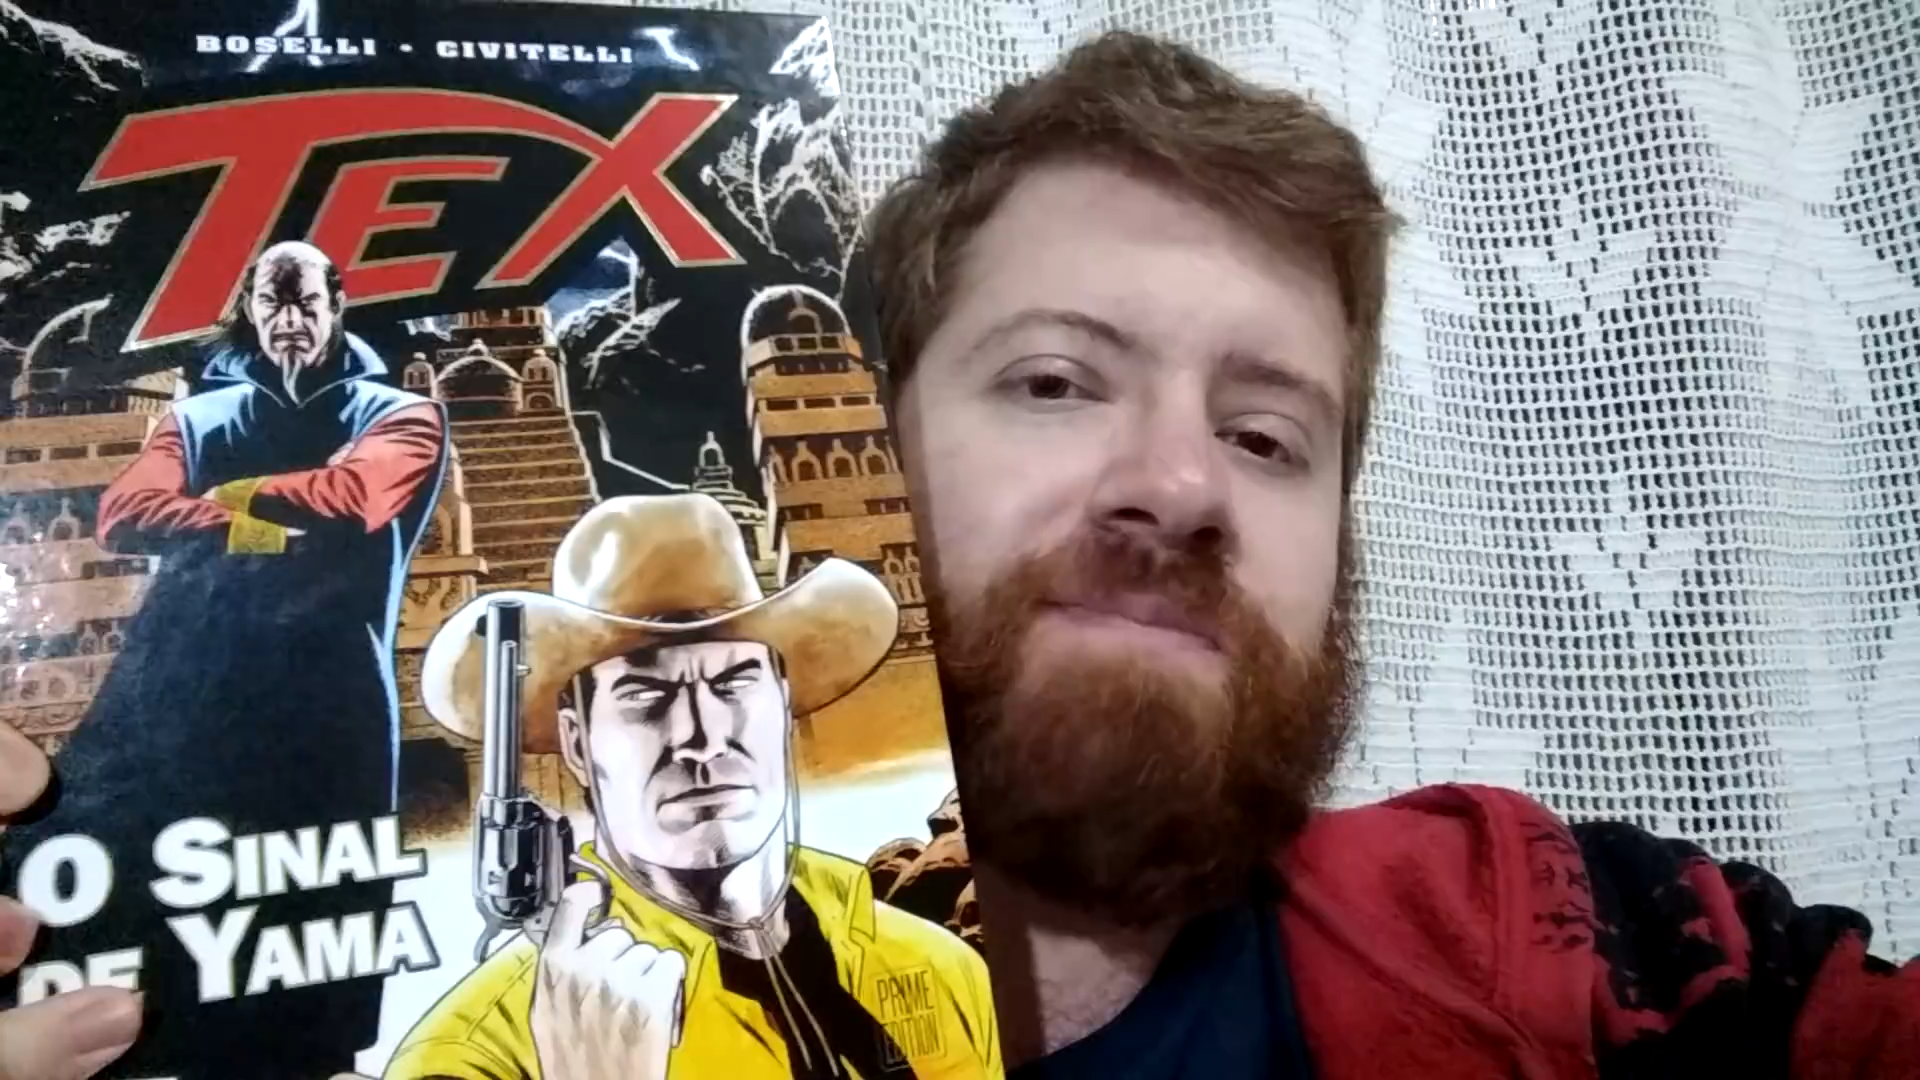 BOSELLI · CIVITELLI
TEX
O SINAL
DE YAMA
PRIME
EDITION